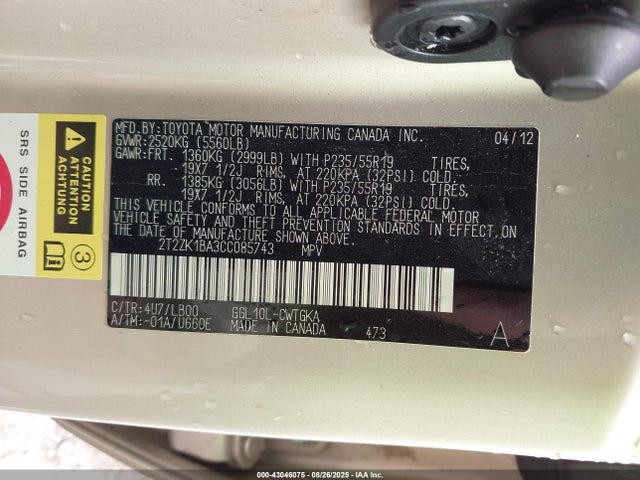 MFD.BY:TOYOTA MOTOR MANUFACTURING CANADA INC. 04/12
GVWR:2520KG (5560LB)
GAWR:FRT. 1360KG (2999LB) WITH P235/55R19 TIRES,
19X7 1/2J RIMS, AT 220KPA (32PSI) COLD.
RR. 1385KG (3056LB) WITH P235/55R19 TIRES,
19X7 1/2J RIMS, AT 220KPA (32PSI) COLD.
THIS VEHICLE CONFORMS TO ALL APPLICABLE FEDERAL MOTOR
VEHICLE SAFETY AND THEFT PREVENTION STANDARDS IN EFFECT ON
THE DATE OF MANUFACTURE SHOWN ABOVE.
2T2ZK1BA3CC085743 MPV
C/TR:4U7/LB00 GGL10L-CWTGKA
A/TM:-01A/U660E MADE IN CANADA 473 A
SRS SIDE AIRBAG
CAUTION
ATTENTION
ACHTUNG
i
3
000-43046075 - 08/26/2025 - IAA Inc.